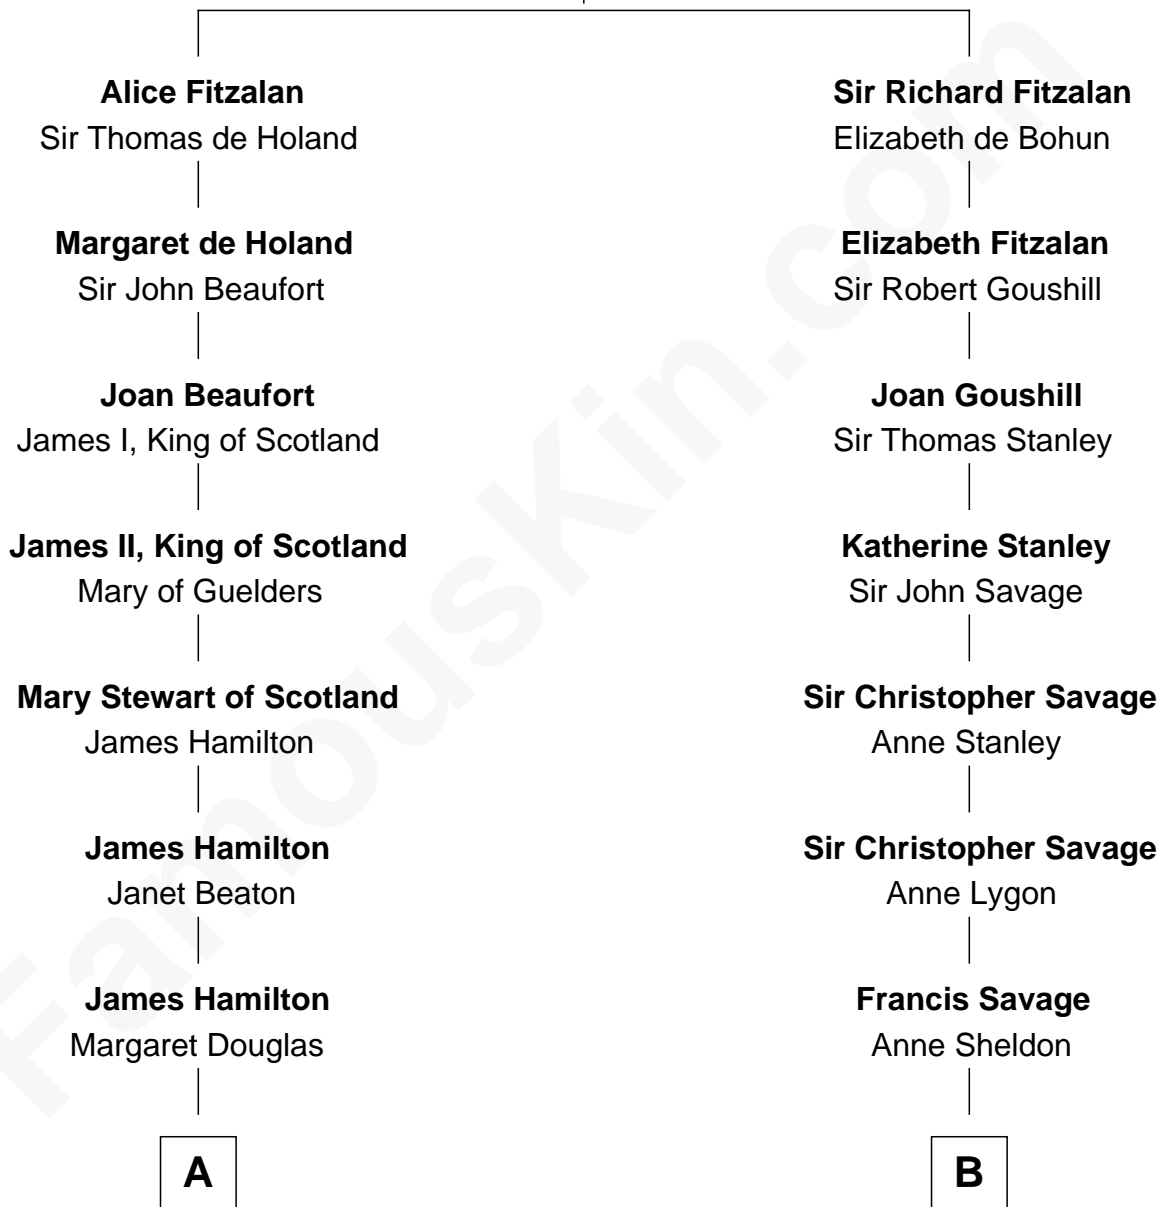 Alice Fitzalan
Sir Thomas de Holand
Margaret de Holand
Sir John Beaufort
Joan Beaufort
James I, King of Scotland
James II, King of Scotland
Mary of Guelders
Mary Stewart of Scotland
James Hamilton
James Hamilton
Janet Beaton
James Hamilton
Margaret Douglas
A
Sir Richard Fitzalan
Elizabeth de Bohun
Elizabeth Fitzalan
Sir Robert Goushill
Joan Goushill
Sir Thomas Stanley
Katherine Stanley
Sir John Savage
Sir Christopher Savage
Anne Stanley
Sir Christopher Savage
Anne Lygon
Francis Savage
Anne Sheldon
B
FamousKin.com